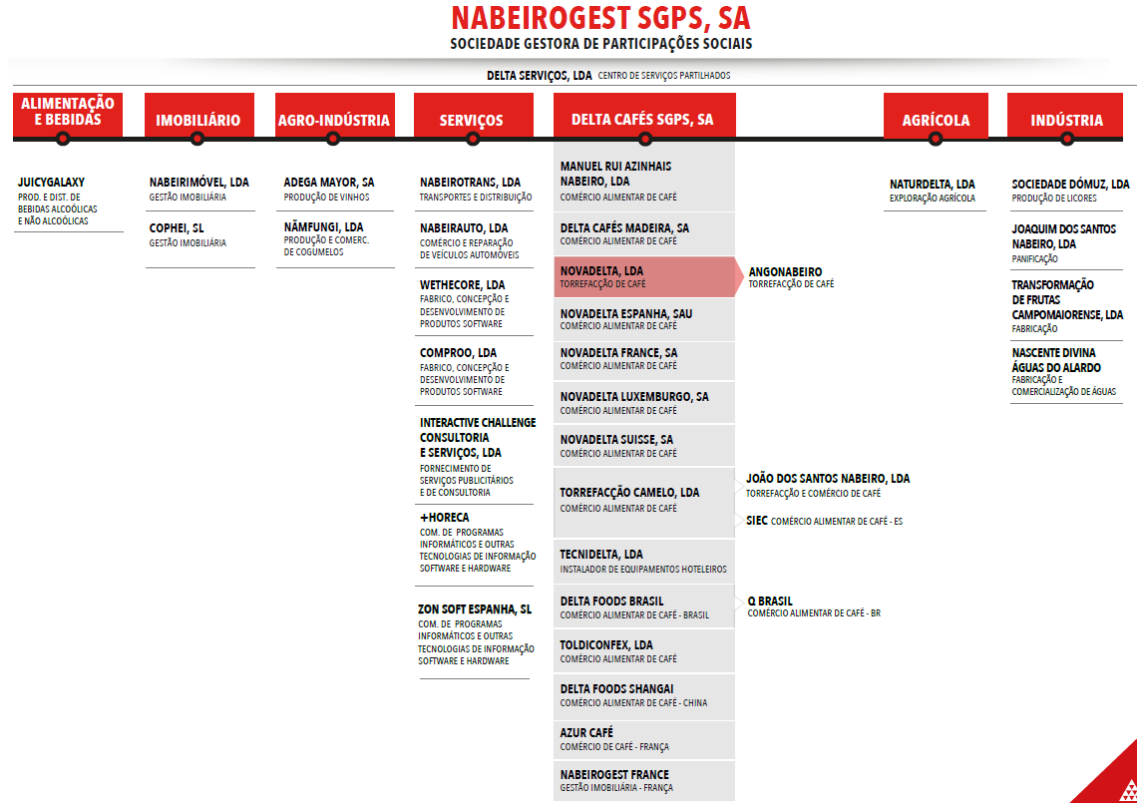 NABEIROGEST SGPS, SA
SOCIEDADE GESTORA DE PARTICIPAÇÕES SOCIAIS
DELTA SERVIÇOS, LDA CENTRO DE SERVIÇOS PARTILHADOS
ALIMENTAÇÃO
E BEBIDAS
JUICYGALAXY
PROD. E DIST. DE
BEBIDAS ALCOÓLICAS
E NÃO ALCOÓLICAS
IMOBILIÁRIO
NABEIRIMÓVEL, LDA
GESTÃO IMOBILIÁRIA
COPHEI, SL
GESTÃO IMOBILIÁRIA
AGRO-INDÚSTRIA
ADEGA MAYOR, SA
PRODUÇÃO DE VINHOS
NÃMFUNGI, LDA
PRODUÇÃO E COMERC.
DE COGUMELOS
SERVIÇOS
NABEIROTRANS, LDA
TRANSPORTES E DISTRIBUIÇÃO
NABEIRAUTO, LDA
COMÉRCIO E REPARAÇÃO
DE VEÍCULOS AUTOMÓVEIS
WETHECORE, LDA
FABRICO, CONCEPÇÃO E
DESENVOLVIMENTO DE
PRODUTOS SOFTWARE
COMPROO, LDA
FABRICO, CONCEPÇÃO E
DESENVOLVIMENTO DE
PRODUTOS SOFTWARE
INTERACTIVE CHALLENGE
CONSULTORIA
E SERVIÇOS, LDA
FORNECIMENTO DE
SERVIÇOS PUBLICITÁRIOS
E DE CONSULTORIA
+HORECA
COM. DE PROGRAMAS
INFORMÁTICOS E OUTRAS
TECNOLOGIAS DE INFORMAÇÃO
SOFTWARE E HARDWARE
ZON SOFT ESPANHA, SL
COM. DE PROGRAMAS
INFORMÁTICOS E OUTRAS
TECNOLOGIAS DE INFORMAÇÃO
SOFTWARE E HARDWARE
DELTA CAFÉS SGPS, SA
MANUEL RUI AZINHAIS
NABEIRO, LDA
COMÉRCIO ALIMENTAR DE CAFÉ
DELTA CAFÉS MADEIRA, SA
COMÉRCIO ALIMENTAR DE CAFÉ
NOVADELTA, LDA
TORREFACÇÃO DE CAFÉ
ANGONABEIRO
TORREFACÇÃO DE CAFÉ
NOVADELTA ESPANHA, SAU
COMÉRCIO ALIMENTAR DE CAFÉ
NOVADELTA FRANCE, SA
COMÉRCIO ALIMENTAR DE CAFÉ
NOVADELTA LUXEMBURGO, SA
COMÉRCIO ALIMENTAR DE CAFÉ
NOVADELTA SUISSE, SA
COMÉRCIO ALIMENTAR DE CAFÉ
TORREFACÇÃO CAMELO, LDA
COMÉRCIO ALIMENTAR DE CAFÉ
JOÃO DOS SANTOS NABEIRO, LDA
TORREFACÇÃO E COMÉRCIO DE CAFÉ
SIEC COMÉRCIO ALIMENTAR DE CAFÉ - ES
TECNIDELTA, LDA
INSTALADOR DE EQUIPAMENTOS HOTELEIROS
DELTA FOODS BRASIL
COMÉRCIO ALIMENTAR DE CAFÉ - BRASIL
Q BRASIL
COMÉRCIO ALIMENTAR DE CAFÉ - BR
TOLDICONFEX, LDA
COMÉRCIO ALIMENTAR DE CAFÉ
DELTA FOODS SHANGAI
COMÉRCIO ALIMENTAR DE CAFÉ - CHINA
AZUR CAFÉ
COMÉRCIO DE CAFÉ - FRANÇA
NABEIROGEST FRANCE
GESTÃO IMOBILIÁRIA - FRANÇA
AGRÍCOLA
NATURDELTA, LDA
EXPLORAÇÃO AGRÍCOLA
INDÚSTRIA
SOCIEDADE DÓMUZ, LDA
PRODUÇÃO DE LICORES
JOAQUIM DOS SANTOS
NABEIRO, LDA
PANIFICAÇÃO
TRANSFORMAÇÃO
DE FRUTAS
CAMPOMAIORENSE, LDA
FABRICAÇÃO
NASCENTE DIVINA
ÁGUAS DO ALARDO
FABRICAÇÃO E
COMERCIALIZAÇÃO DE ÁGUAS